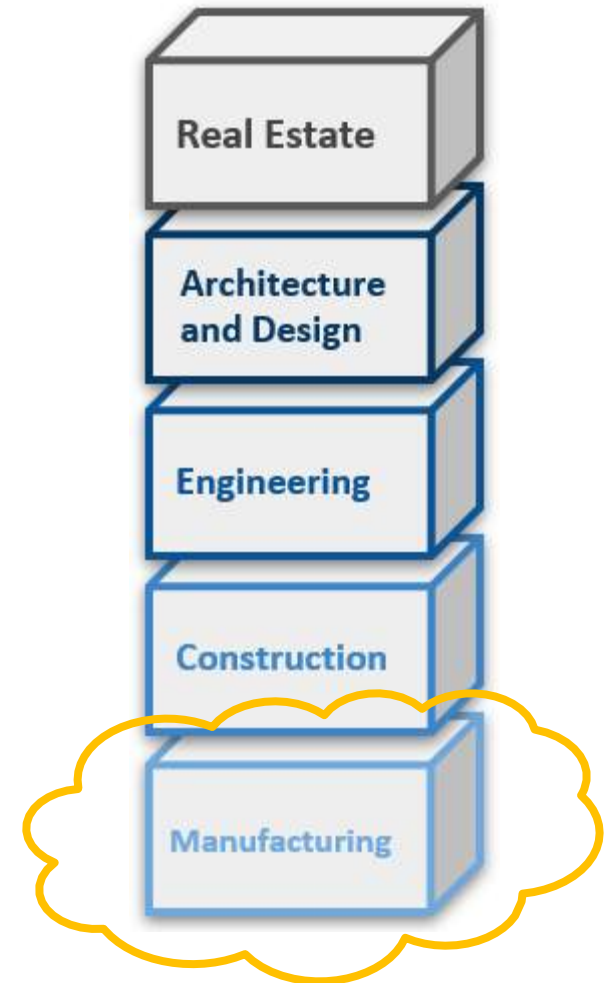 Real Estate
Architecture
and Design
Engineering
Construction
Manufacturing